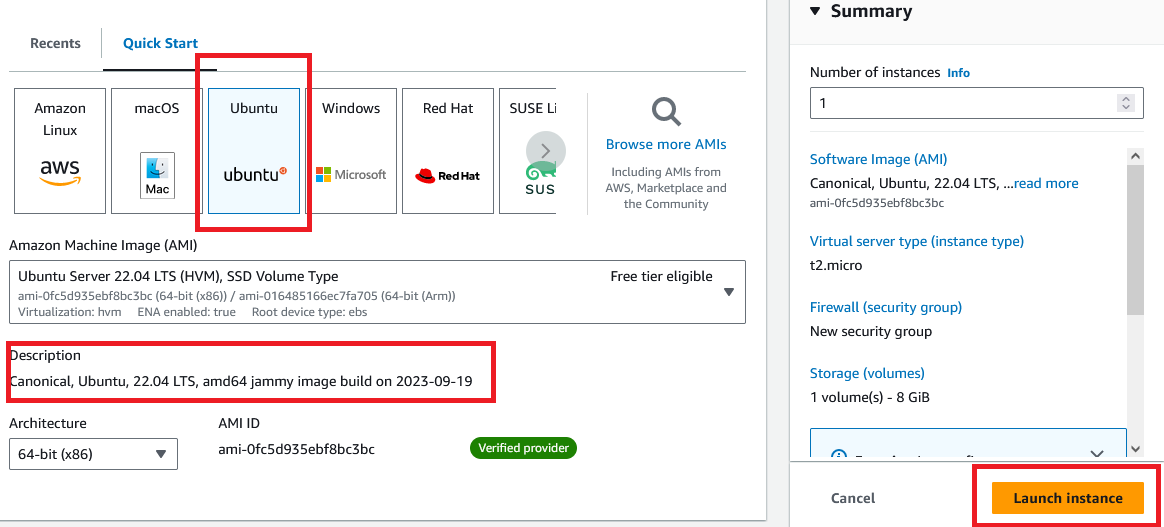 Recents
Quick Start
Amazon
Linux
aws
macOS
Mac
Ubuntu
ubuntu
Windows
Microsoft
Red Hat
Red Hat
SUSE Li
SUS
Browse more AMIs
Including AMIs from
AWS, Marketplace and
the Community
Amazon Machine Image (AMI)
Ubuntu Server 22.04 LTS (HVM), SSD Volume Type
Free tier eligible
ami-0fc5d935ebf8bc3bc (64-bit (x86)) / ami-016485166ec7fa705 (64-bit (Arm))
Virtualization: hvm ENA enabled: true Root device type: ebs
Description
Canonical, Ubuntu, 22.04 LTS, amd64 jammy image build on 2023-09-19
Architecture
64-bit (x86)
AMI ID
ami-0fc5d935ebf8bc3bc
Verified provider
Summary
Number of instances Info
1
Software Image (AMI)
Canonical, Ubuntu, 22.04 LTS, ...read more
ami-0fc5d935ebf8bc3bc
Virtual server type (instance type)
t2.micro
Firewall (security group)
New security group
Storage (volumes)
1 volume(s) - 8 GiB
Cancel
Launch instance